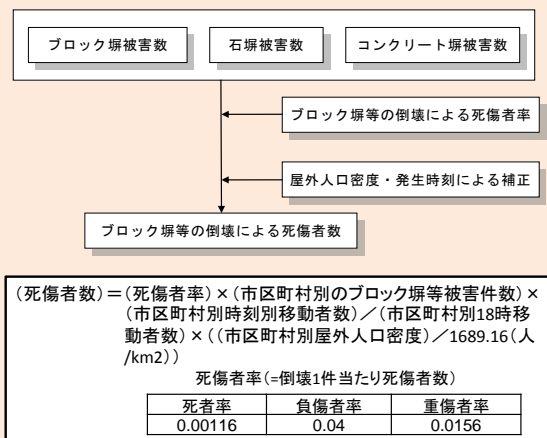 ブロック塀被害数
石塀被害数
コンクリート塀被害数
ブロック塀等の倒壊による死傷者率
屋外人口密度・発生時刻による補正
ブロック塀等の倒壊による死傷者数
(死傷者数)＝(死傷者率)×(市区町村別のブロック塀等被害件数)×
(市区町村別時刻別移動者数)/(市区町村別18時移
動者数)×((市区町村別屋外人口密度)／1689.16(人
/km2))
死傷者率(=倒壊1件当たり死傷者数)
死者率 負傷者率 重傷者率
0.00116 0.04 0.0156